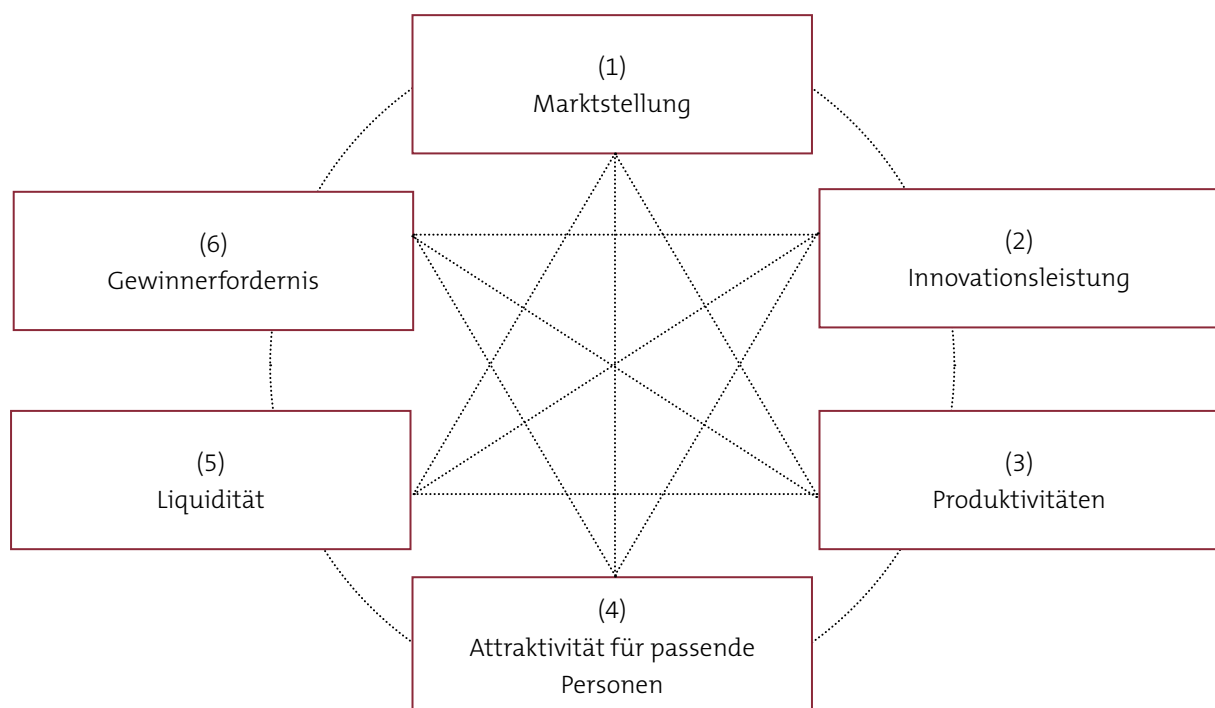 (1)
Marktstellung
(6)
Gewinnerfordernis
(2)
Innovationsleistung
(5)
Liquidität
(3)
Produktivitäten
(4)
Attraktivität für passende
Personen